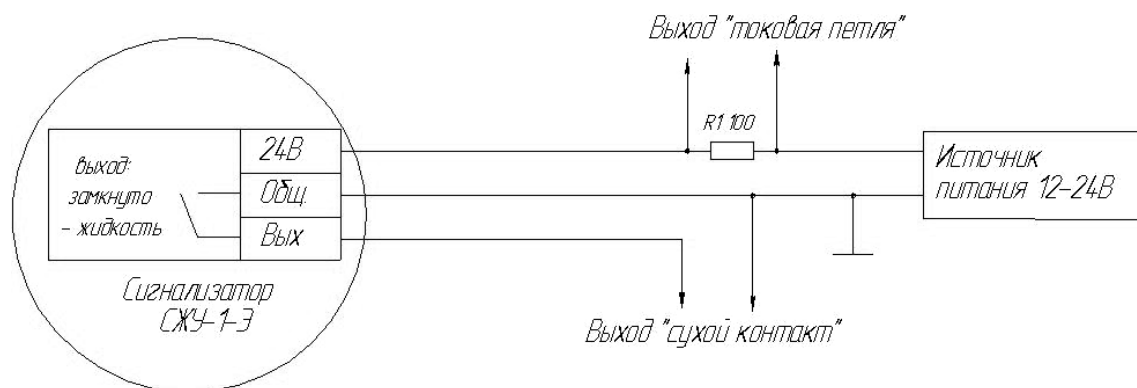 Выход "токовая петля"
R1 100
24В
Общ.
Вых
выход:
замкнуто
- жидкость
Источник
питания 12-24В
Сигнализатор
СЖУ-1-Э
Выход "сухой контакт"